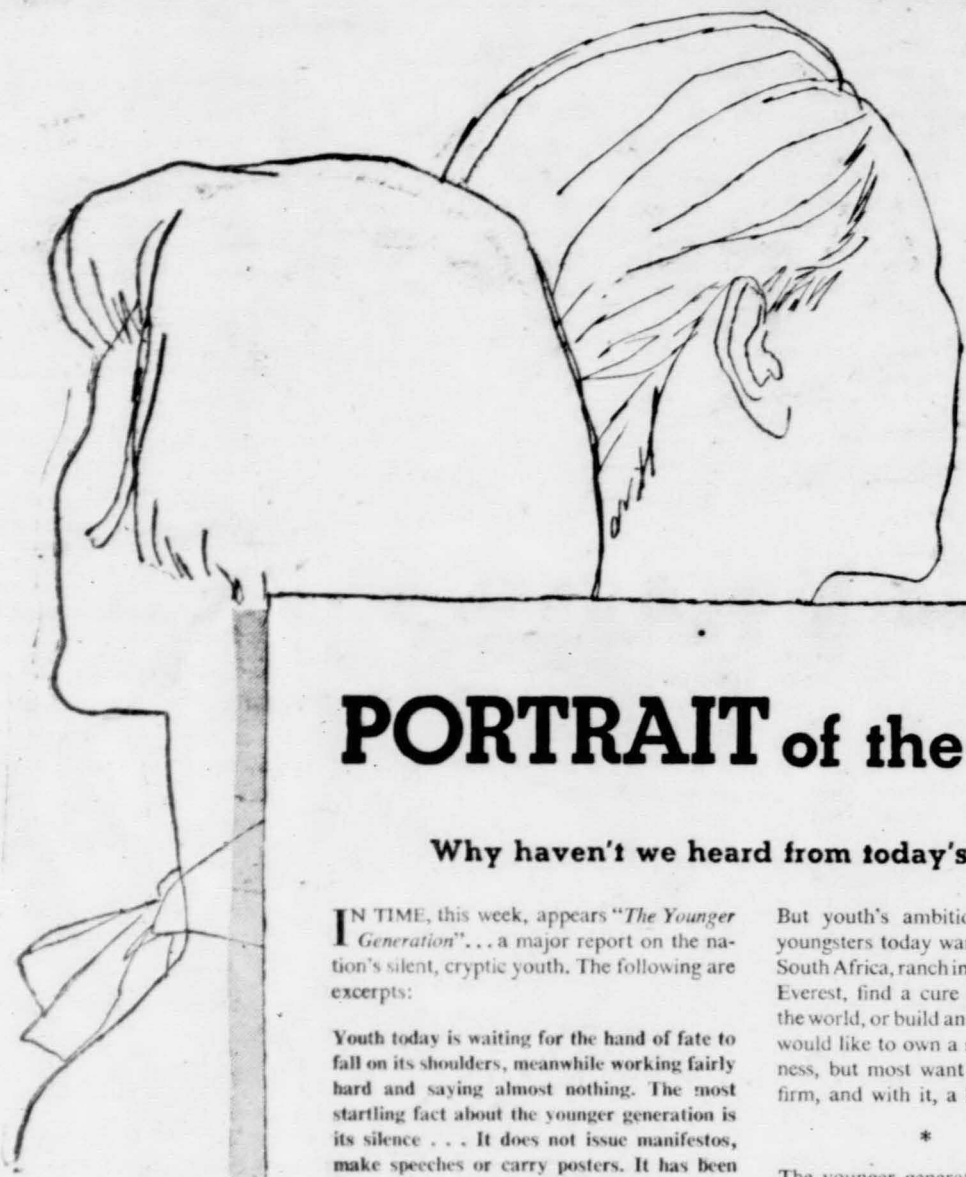 PORTRAIT of the
Why haven't we heard from today's
IN TIME, this week, appears "The Younger
Generation"... a major report on the na-
tion's silent, cryptic youth. The following are
excerpts:
Youth today is waiting for the hand of fate to
fall on its shoulders, meanwhile working fairly
hard and saying almost nothing. The most
startling fact about the younger generation is
its silence . . . It does not issue manifestos,
make speeches or carry posters. It has been
But youth's
youngsters today
South Africa, ranch in
Everest, find a cure
the world, or build an
would like to own a
ness, but most want
firm, and with it, a
*
The younger